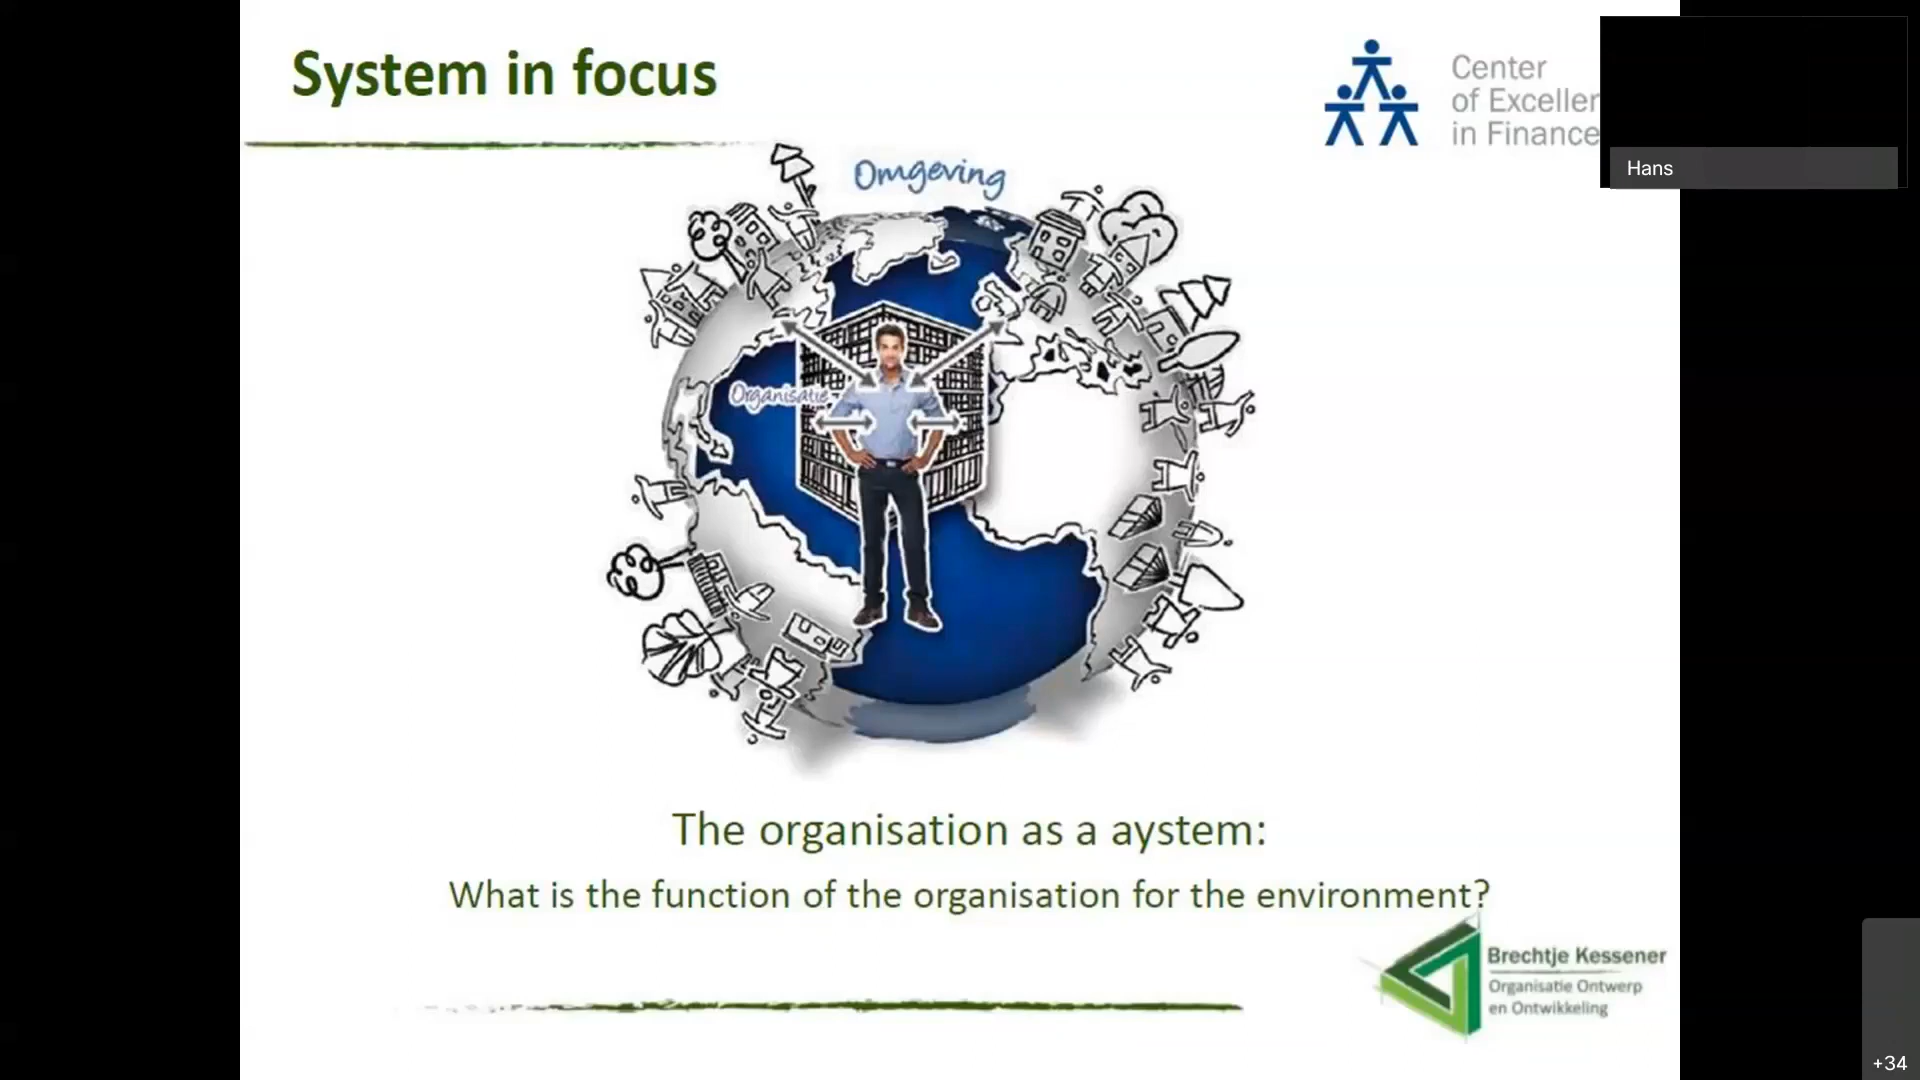 System in focus
Center
of Exceller
in Finance
Hans
Omgeving
Organisatie
The organisation as a aystem:
What is the function of the organisation for the environment?
Brechtje Kessener
Organisatie Ontwerp
en Ontwikkeling
+34